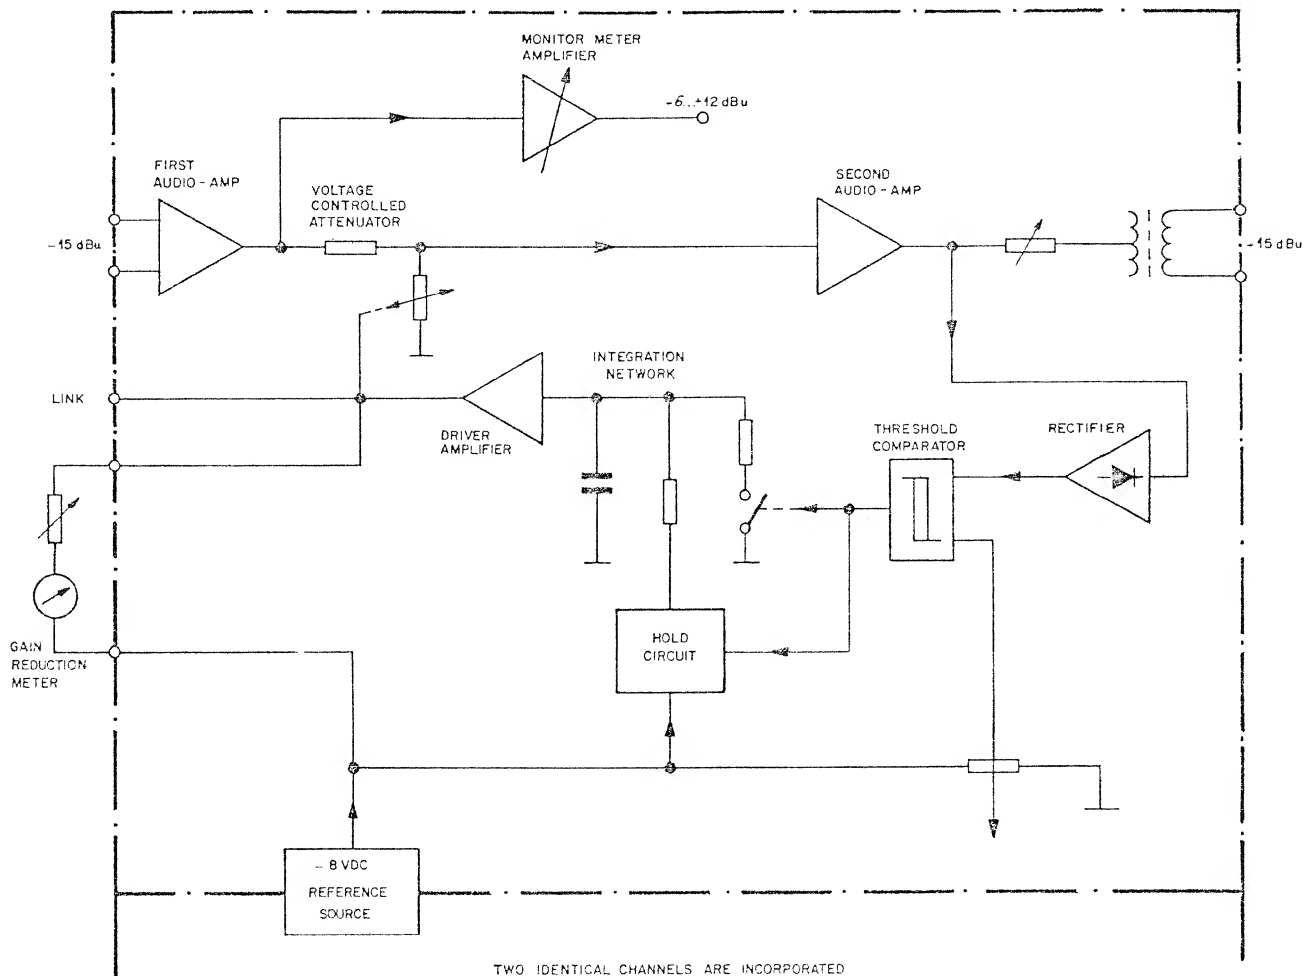 MONITOR METER
AMPLIFIER
-6...+12 dBu
FIRST
AUDIO-AMP
VOLTAGE
CONTROLLED
ATTENUATOR
SECOND
AUDIO-AMP
-15 dBu
-15 dBu
INTEGRATION
NETWORK
LINK
DRIVER
AMPLIFIER
THRESHOLD
COMPARATOR
RECTIFIER
HOLD
CIRCUIT
GAIN
REDUCTION
METER
- 8 VDC
REFERENCE
SOURCE
TWO IDENTICAL CHANNELS ARE INCORPORATED